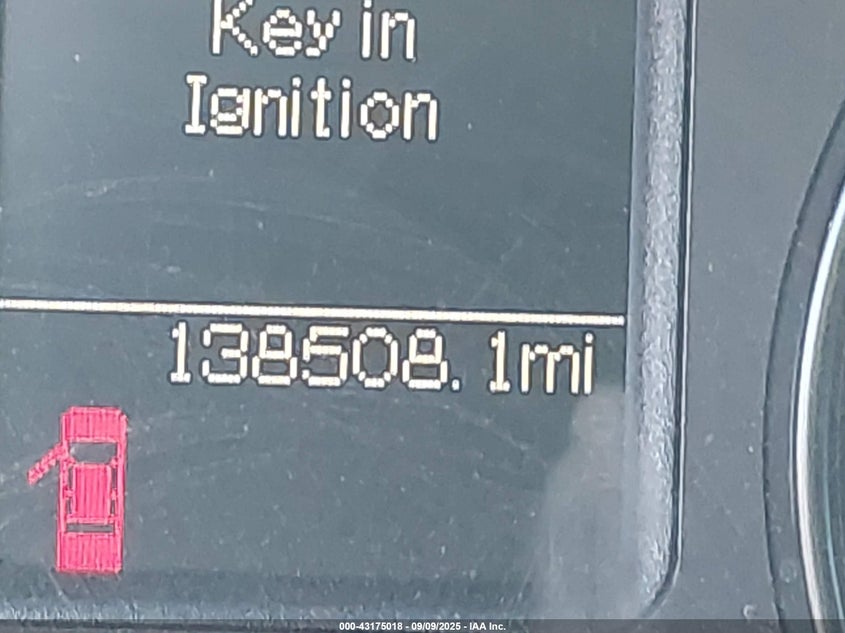 Key in
Ignition
138508.1mi
000-43175018 - 09/09/2025 - IAA Inc.